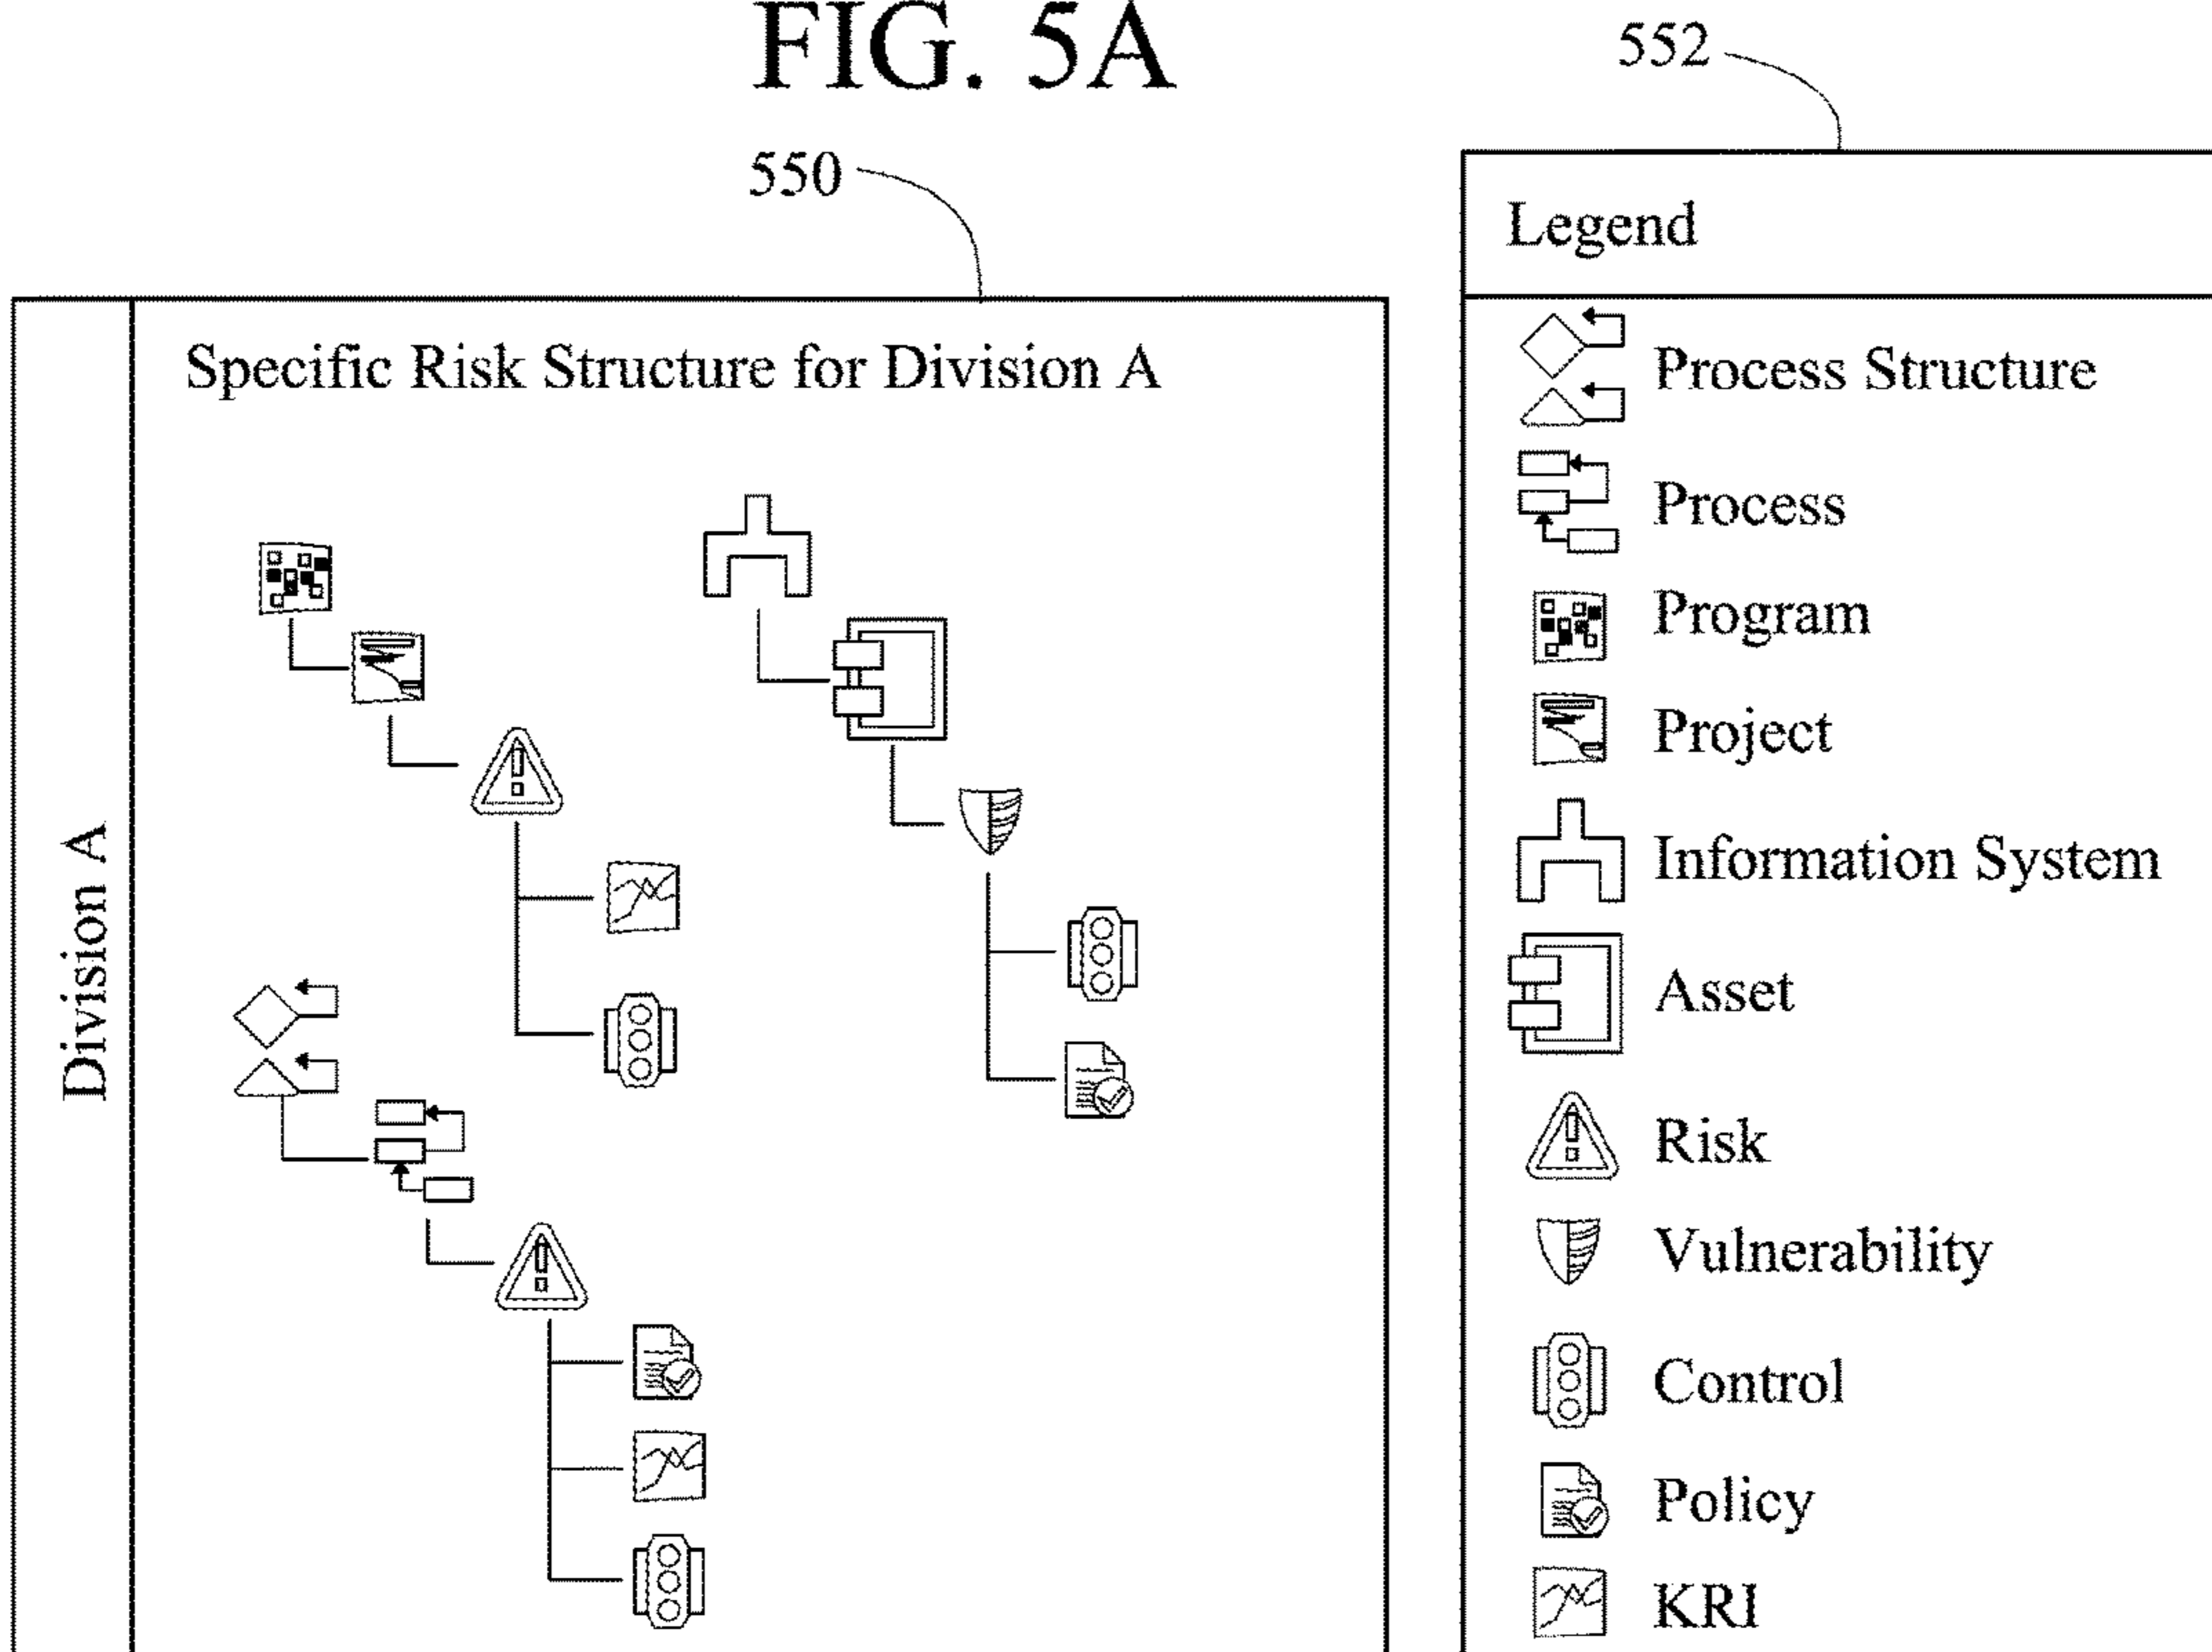 FIG. 5A
552
550
Legend
Specific Risk Structure for Division A
Division A
Process Structure
Process
Program
Project
Information System
Asset
Risk
Vulnerability
Control
Policy
KRI